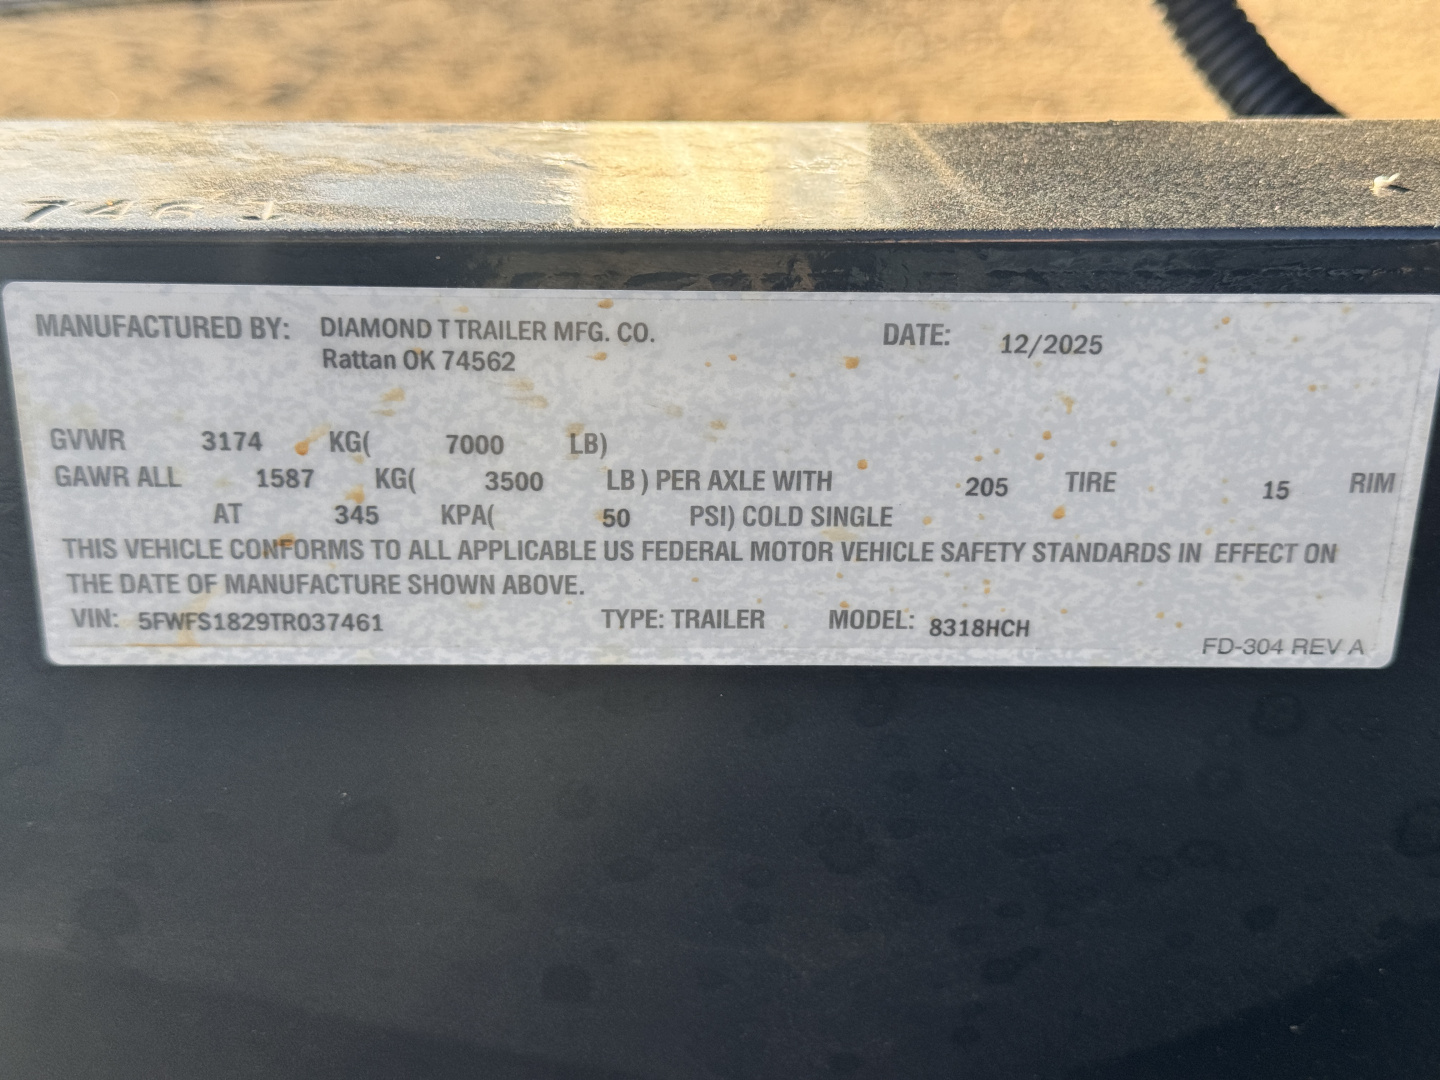 7461
MANUFACTURED BY: DIAMOND T TRAILER MFG. CO. DATE: 12/2025
Rattan OK 74562
GVWR 3174 KG( 7000 LB)
GAWR ALL 1587 KG( 3500 LB ) PER AXLE WITH 205 TIRE 15 RIM
AT 345 KPA( 50 PSI) COLD SINGLE
THIS VEHICLE CONFORMS TO ALL APPLICABLE US FEDERAL MOTOR VEHICLE SAFETY STANDARDS IN EFFECT ON
THE DATE OF MANUFACTURE SHOWN ABOVE.
VIN: 5FWFS1829TR037461 TYPE: TRAILER MODEL: 8318HCH
FD-304 REV A